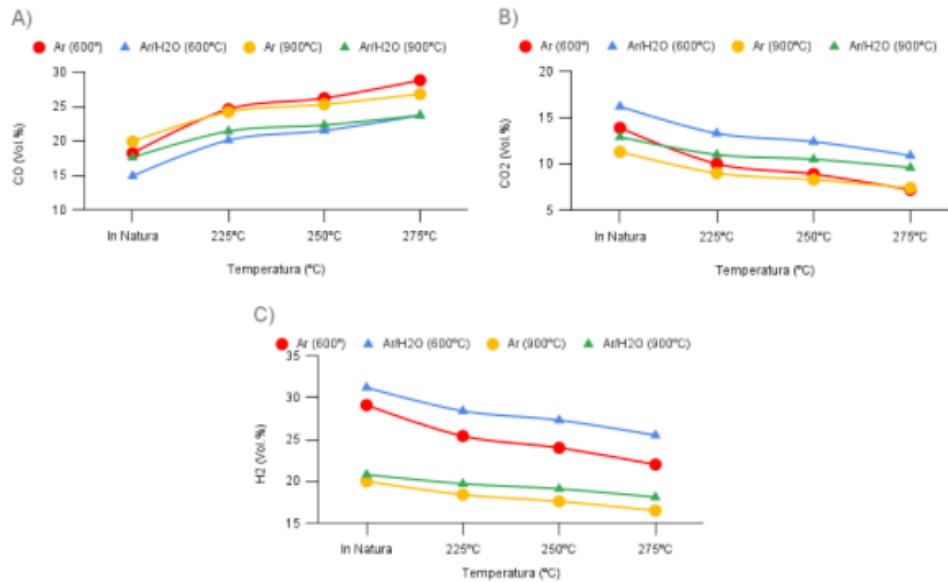 A)
Ar (600º) Ar/H2O (600ºC) Ar (900ºC) Ar/H2O (900ºC)
30
25
20
15
10
CO (Vol.%)
In Natura 225ºC 250ºC 275ºC
Temperatura (ºC)
B)
Ar (600º) Ar/H2O (600ºC) Ar (900ºC) Ar/H2O (900ºC)
20
15
10
5
CO2 (Vol.%)
In Natura 225ºC 250ºC 275ºC
Temperatura (ºC)
C)
Ar (600º) Ar/H2O (600ºC) Ar (900ºC) Ar/H2O (900ºC)
35
30
25
20
15
H2 (Vol.%)
In Natura 225ºC 250ºC 275ºC
Temperatura (ºC)